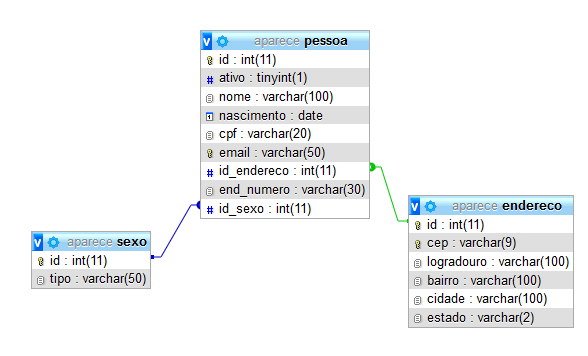 aparece pessoa
id : int(11)
ativo : tinyint(1)
nome : varchar(100)
nascimento : date
cpf : varchar(20)
email : varchar(50)
id_endereco : int(11)
end_numero : varchar(30)
id_sexo : int(11)
aparece sexo
id : int(11)
tipo : varchar(50)
aparece endereco
id : int(11)
cep : varchar(9)
logradouro : varchar(100)
bairro : varchar(100)
cidade : varchar(100)
estado : varchar(2)